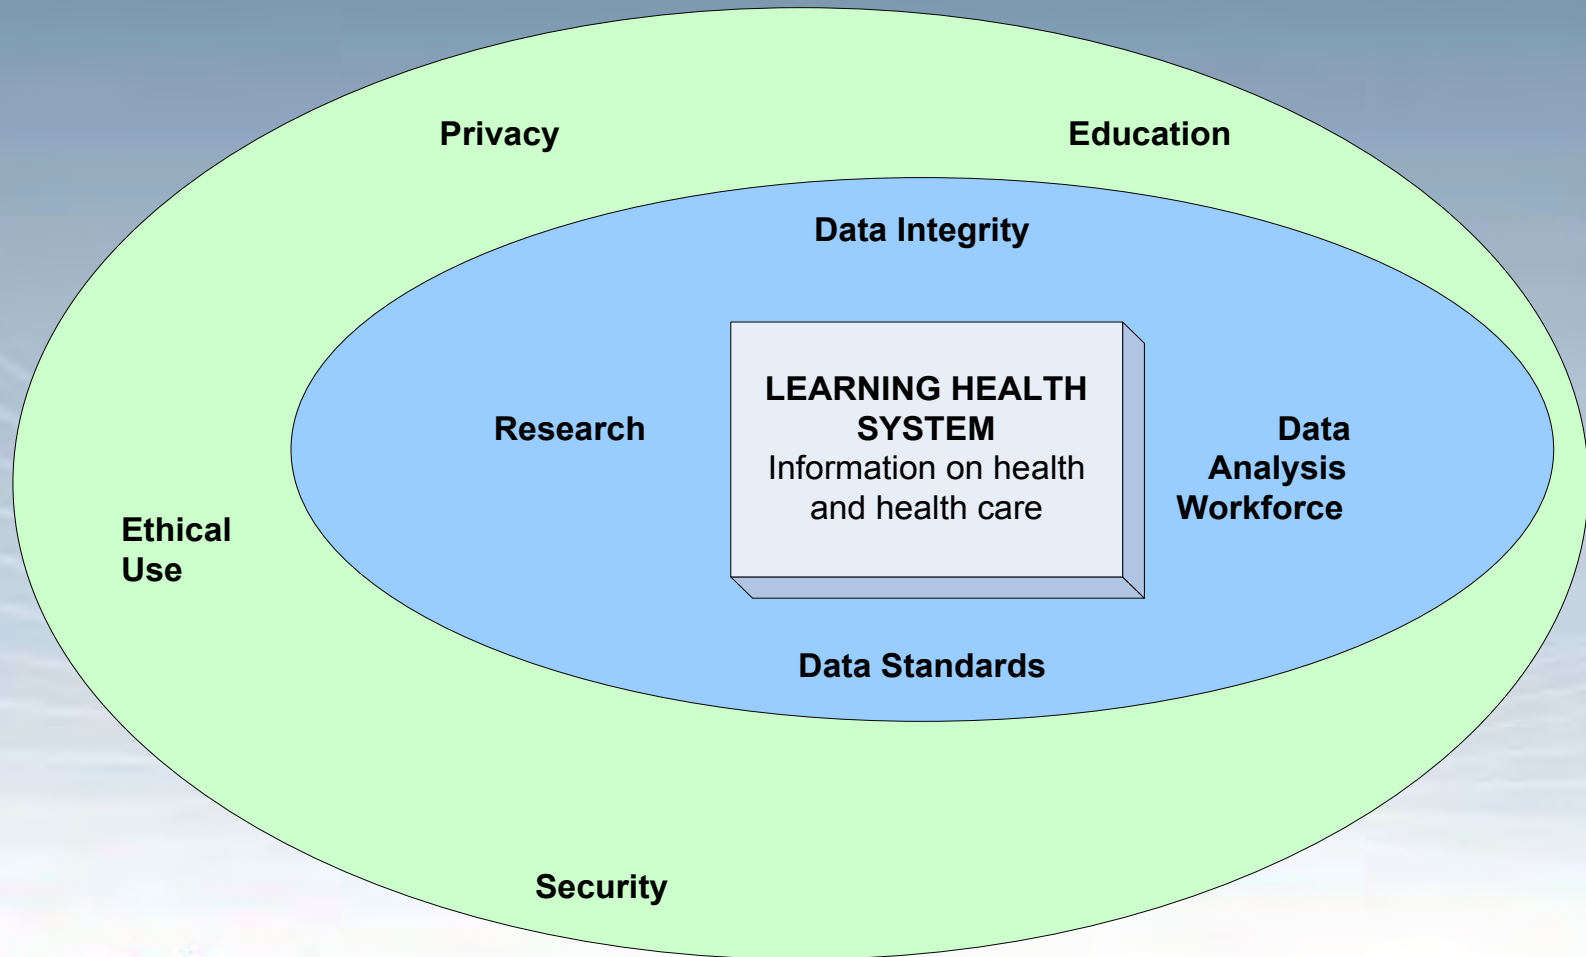 Privacy
Education
Data Integrity
LEARNING HEALTH
SYSTEM
Information on health
and health care
Research
Data
Analysis
Workforce
Ethical
Use
Data Standards
Security